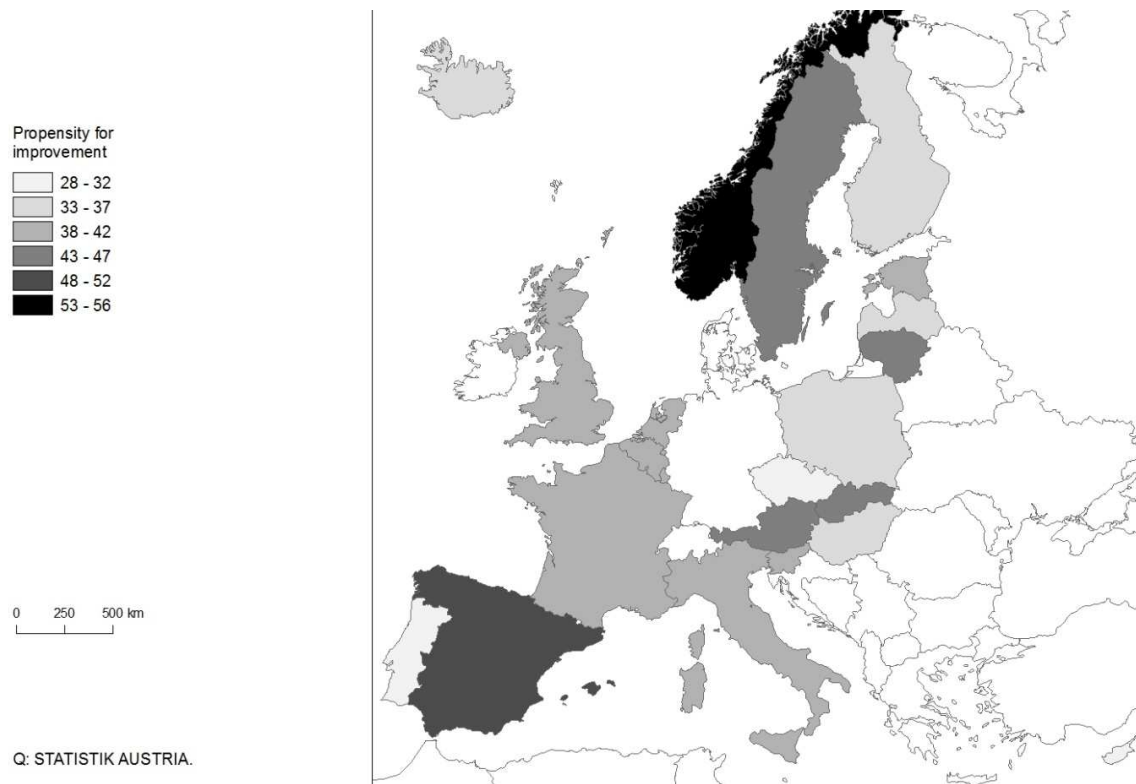 Propensity for
improvement
28 - 32
33 - 37
38 - 42
43 - 47
48 - 52
53 - 56
0 250 500 km
Q: STATISTIK AUSTRIA.